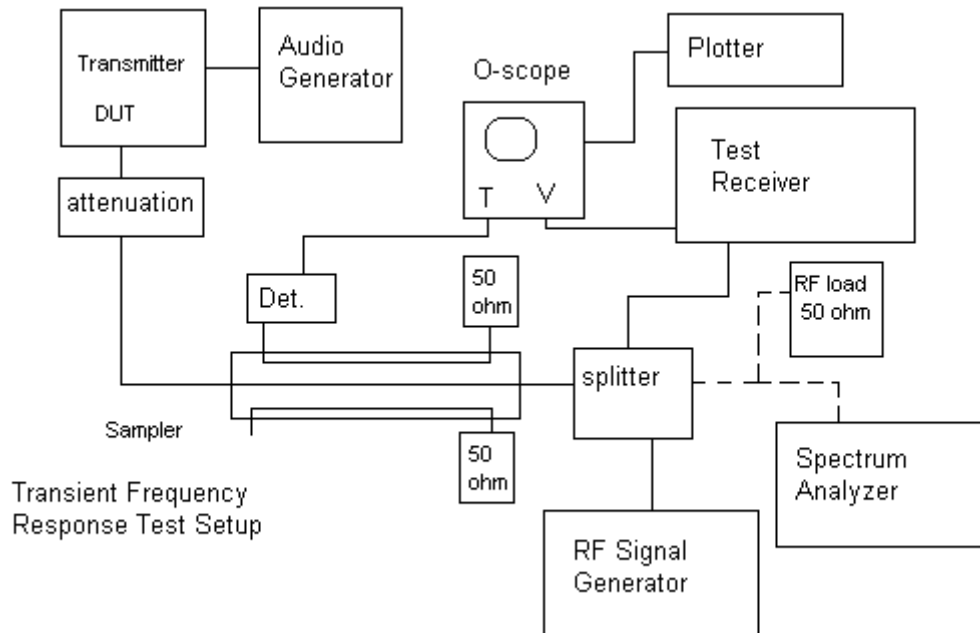 Transmitter
DUT
Audio
Generator
O-scope
T V
Plotter
Test
Receiver
attenuation
Det.
50
ohm
RF load
50 ohm
splitter
Sampler
50
ohm
Spectrum
Analyzer
Transient Frequency
Response Test Setup
RF Signal
Generator